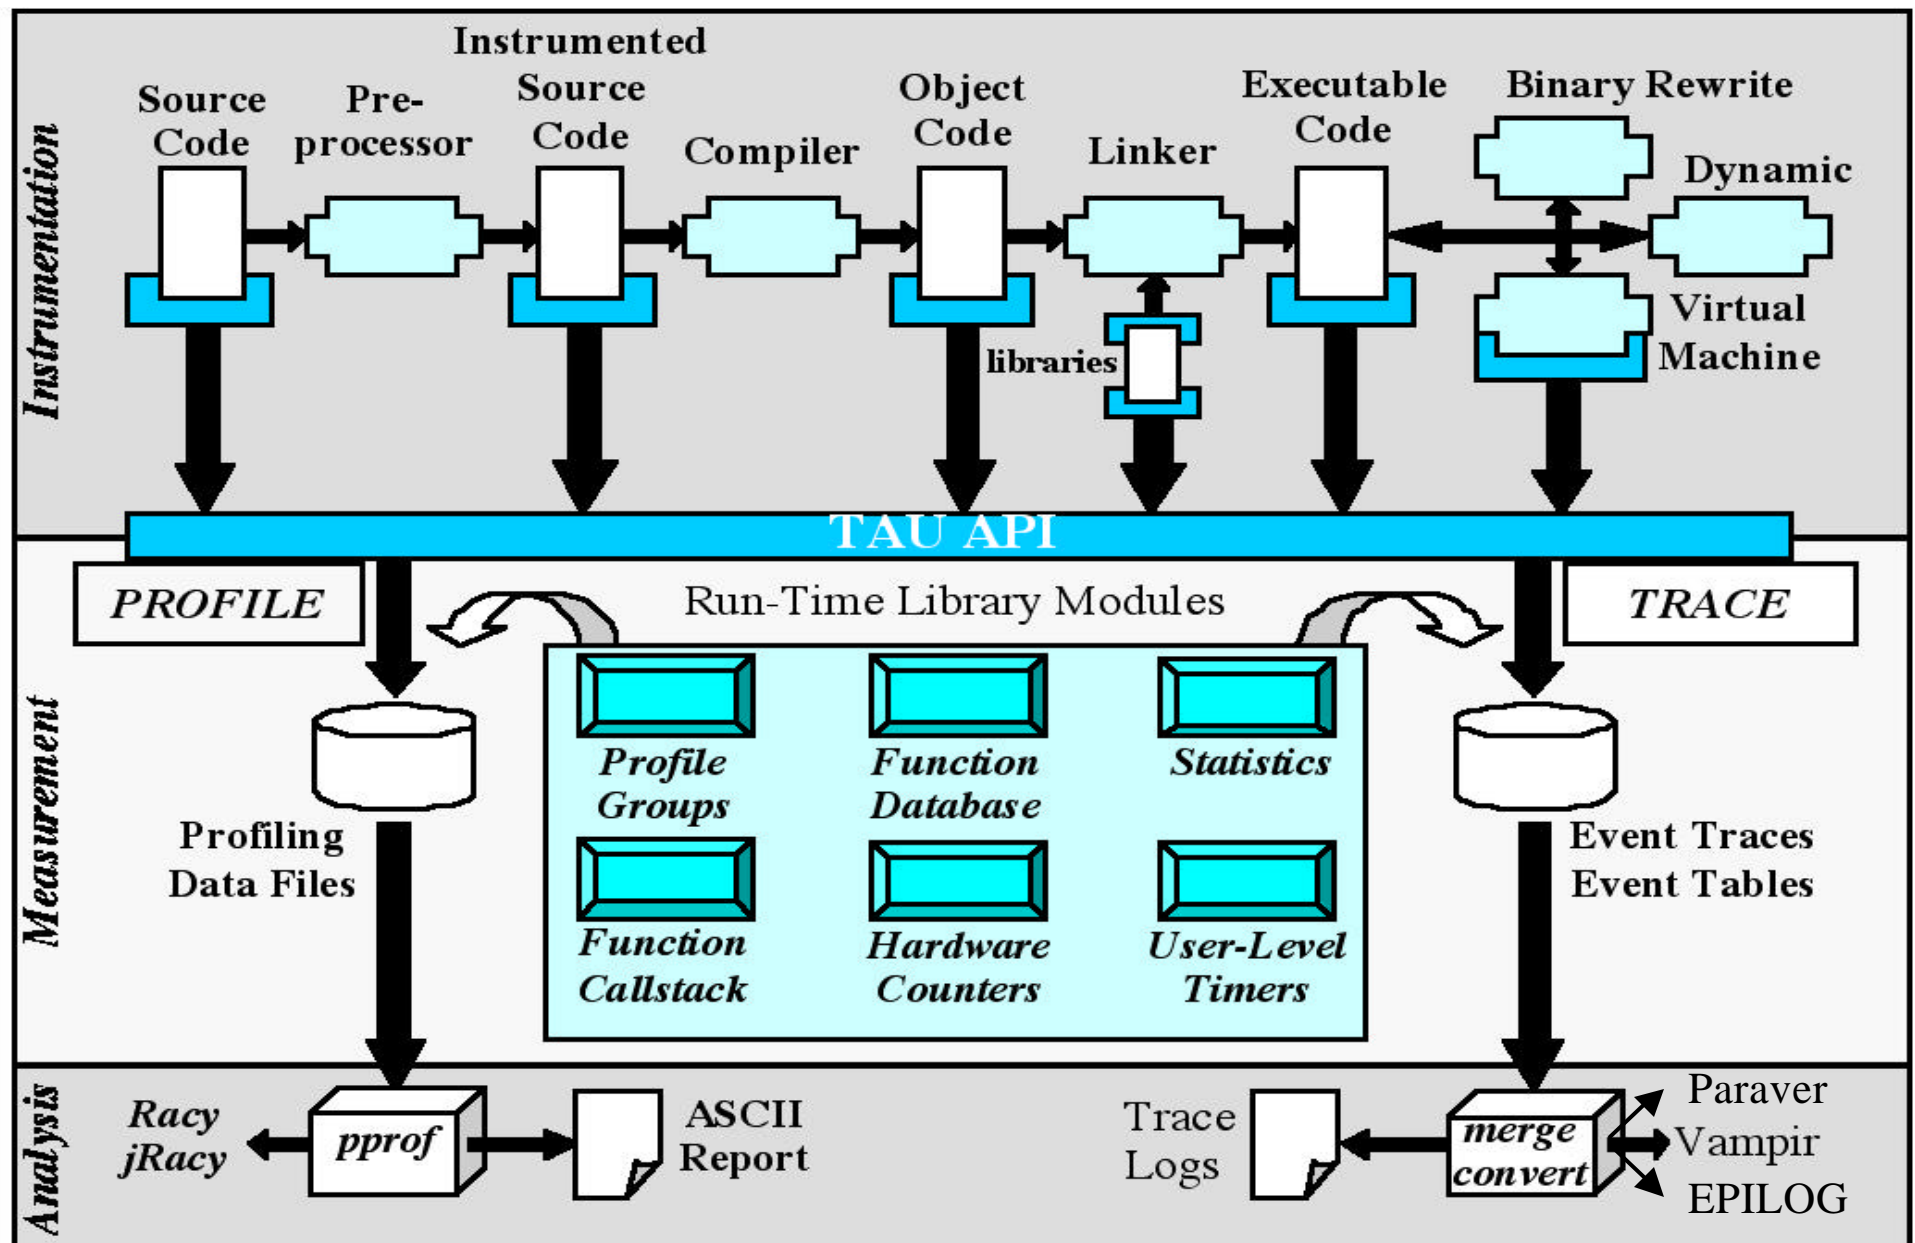 Instrumentation
Source
Code
Pre-
processor
Instrumented
Source
Code
Compiler
Object
Code
Linker
libraries
Executable
Code
Binary Rewrite
Dynamic
Virtual
Machine
TAU API
Measurement
PROFILE
Run-Time Library Modules
TRACE
Profile
Groups
Function
Database
Statistics
Function
Callstack
Hardware
Counters
User-Level
Timers
Profiling
Data Files
Event Traces
Event Tables
Analysis
Racy
jRacy
pprof
ASCII
Report
Trace
Logs
merge
convert
Paraver
Vampir
EPILOG